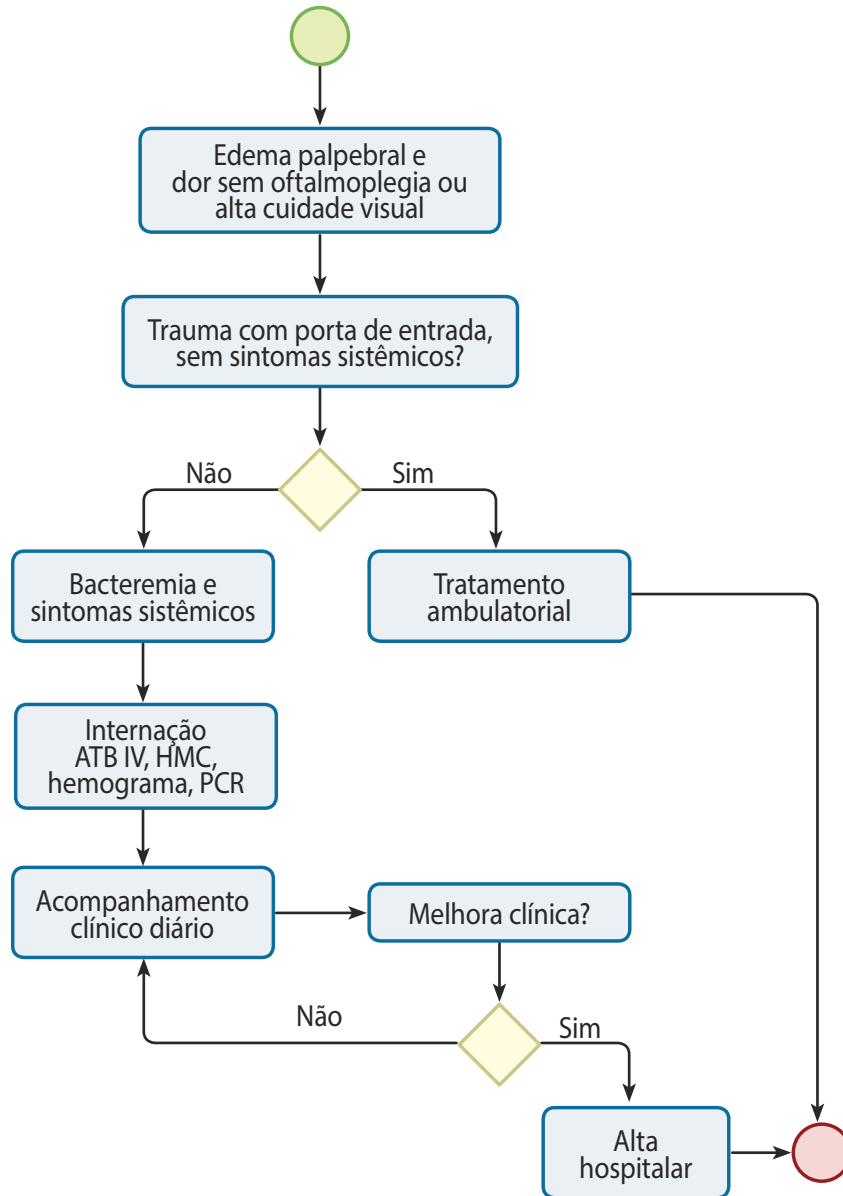 Edema palpebral e
dor sem oftalmoplegia ou
alta cuidade visual
Trauma com porta de entrada,
sem sintomas sistêmicos?
Não
Sim
Bacteremia e
sintomas sistêmicos
Tratamento
ambulatorial
Internação
ATB IV, HMC,
hemograma, PCR
Acompanhamento
clínico diário
Melhora clínica?
Não
Sim
Alta
hospitalar